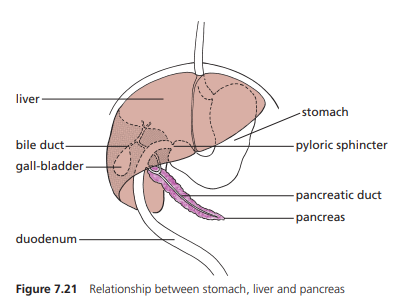 liver
stomach
bile duct
pyloric sphincter
gall-bladder
pancreatic duct
pancreas
duodenum
Figure 7.21 Relationship between stomach, liver and pancreas